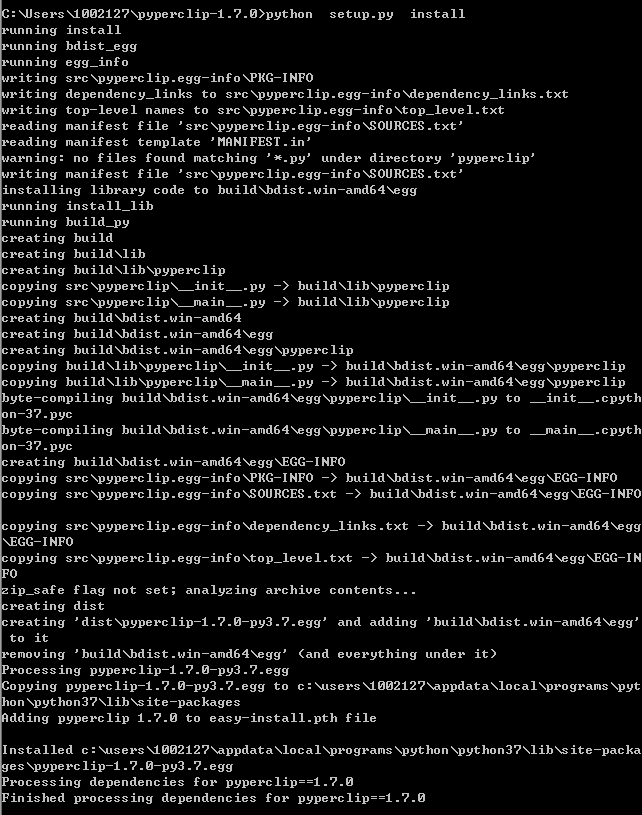 C:\Users\1002127\pyperclip-1.7.0>python  setup.py  install
running install
running bdist_egg
running egg_info
writing src\pyperclip.egg-info\PKG-INFO
writing dependency_links to src\pyperclip.egg-info\dependency_links.txt
writing top-level names to src\pyperclip.egg-info\top_level.txt
reading manifest file 'src\pyperclip.egg-info\SOURCES.txt'
reading manifest template 'MANIFEST.in'
warning: no files found matching '*.py' under directory 'pyperclip'
writing manifest file 'src\pyperclip.egg-info\SOURCES.txt'
installing library code to build\bdist.win-amd64\egg
running install_lib
running build_py
creating build
creating build\lib
creating build\lib\pyperclip
copying src\pyperclip\__init__.py -> build\lib\pyperclip
copying src\pyperclip\__main__.py -> build\lib\pyperclip
creating build\bdist.win-amd64
creating build\bdist.win-amd64\egg
creating build\bdist.win-amd64\egg\pyperclip
copying build\lib\pyperclip\__init__.py -> build\bdist.win-amd64\egg\pyperclip
copying build\lib\pyperclip\__main__.py -> build\bdist.win-amd64\egg\pyperclip
byte-compiling build\bdist.win-amd64\egg\pyperclip\__init__.py to __init__.cpyth
on-37.pyc
byte-compiling build\bdist.win-amd64\egg\pyperclip\__main__.py to __main__.cpyth
on-37.pyc
creating build\bdist.win-amd64\egg\EGG-INFO
copying src\pyperclip.egg-info\PKG-INFO -> build\bdist.win-amd64\egg\EGG-INFO
copying src\pyperclip.egg-info\SOURCES.txt -> build\bdist.win-amd64\egg\EGG-INFO
copying src\pyperclip.egg-info\dependency_links.txt -> build\bdist.win-amd64\egg
\EGG-INFO
copying src\pyperclip.egg-info\top_level.txt -> build\bdist.win-amd64\egg\EGG-IN
FO
zip_safe flag not set; analyzing archive contents...
creating dist
creating 'dist\pyperclip-1.7.0-py3.7.egg' and adding 'build\bdist.win-amd64\egg'
 to it
removing 'build\bdist.win-amd64\egg' (and everything under it)
Processing pyperclip-1.7.0-py3.7.egg
Copying pyperclip-1.7.0-py3.7.egg to c:\users\1002127\appdata\local\programs\pyt
hon\python37\lib\site-packages
Adding pyperclip 1.7.0 to easy-install.pth file
Installed c:\users\1002127\appdata\local\programs\python\python37\lib\site-packa
ges\pyperclip-1.7.0-py3.7.egg
Processing dependencies for pyperclip==1.7.0
Finished processing dependencies for pyperclip==1.7.0